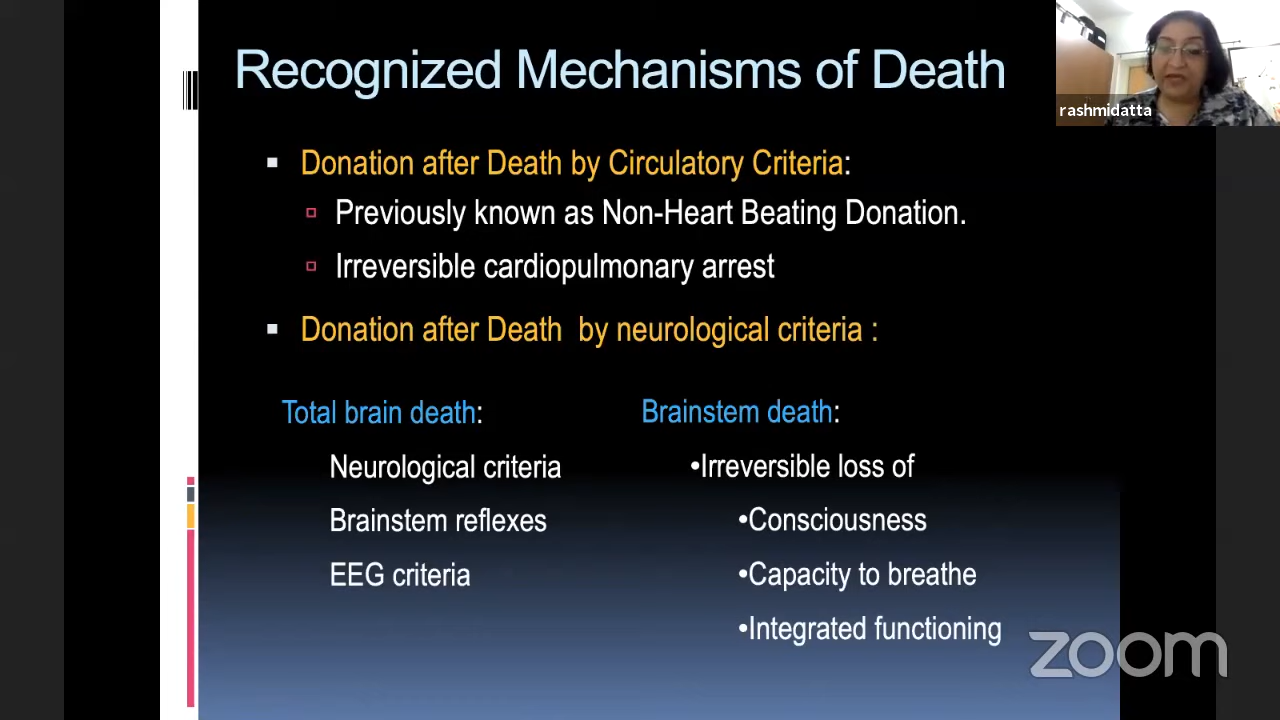 Recognized Mechanisms of Death
rashmidatta
Donation after Death by Circulatory Criteria:
Previously known as Non-Heart Beating Donation.
Irreversible cardiopulmonary arrest
Donation after Death by neurological criteria :
Total brain death:
Neurological criteria
Brainstem reflexes
EEG criteria
Brainstem death:
•Irreversible loss of
•Consciousness
•Capacity to breathe
•Integrated functioning
zoom